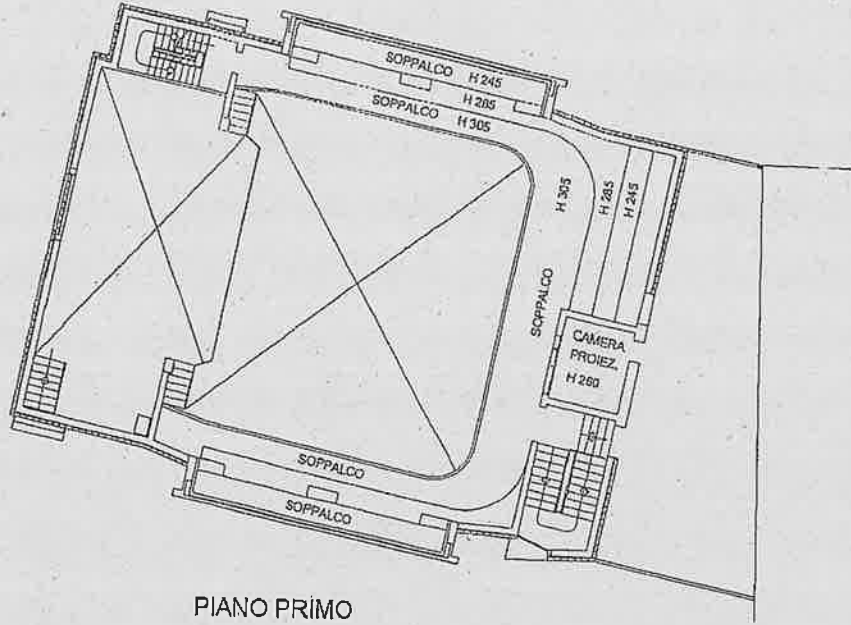 SOPPALCO H 245
H 285
SOPPALCO H 305
H 305
H 285
H 245
SOPPALCO
CAMERA
PROIEZ.
H 260
SOPPALCO
SOPPALCO
PIANO PRIMO